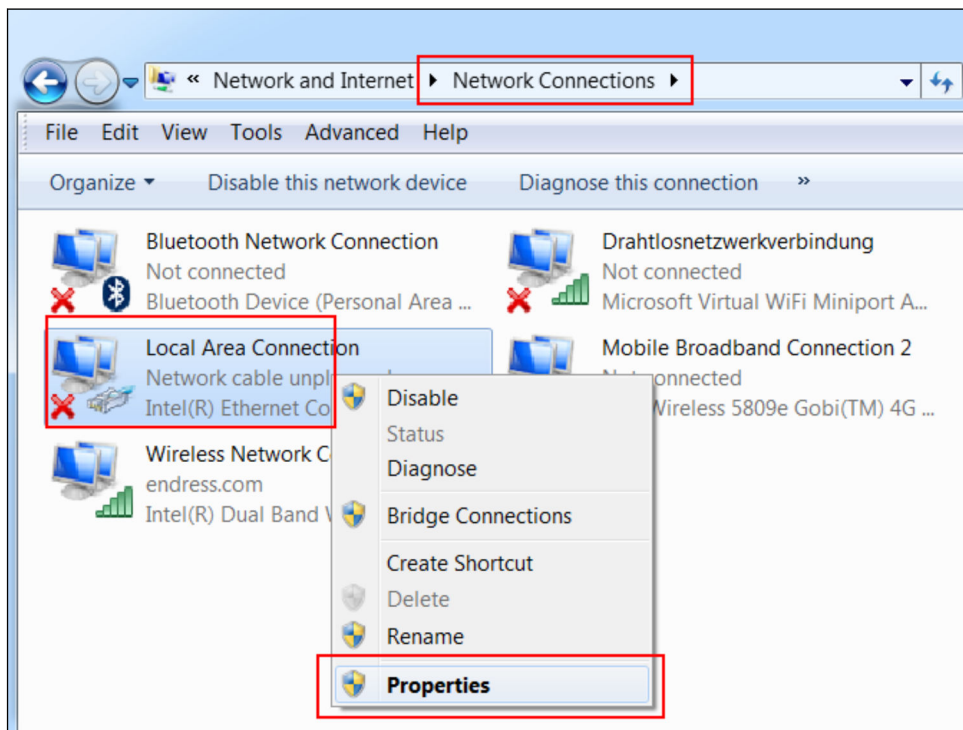 « Network and Internet ▸ Network Connections ▸
File Edit View Tools Advanced Help
Organize Disable this network device Diagnose this connection »
Bluetooth Network Connection
Not connected
Bluetooth Device (Personal Area ...
Drahtlosnetzwerkverbindung
Not connected
Microsoft Virtual WiFi Miniport A...
Local Area Connection
Network cable
Intel(R) Ethernet
Mobile Broadband Connection 2
Wireless 5809e Gobi(TM) 4G ...
Wireless Network
endress.com
Intel(R) Dual Band
Disable
Status
Diagnose
Bridge Connections
Create Shortcut
Delete
Rename
Properties